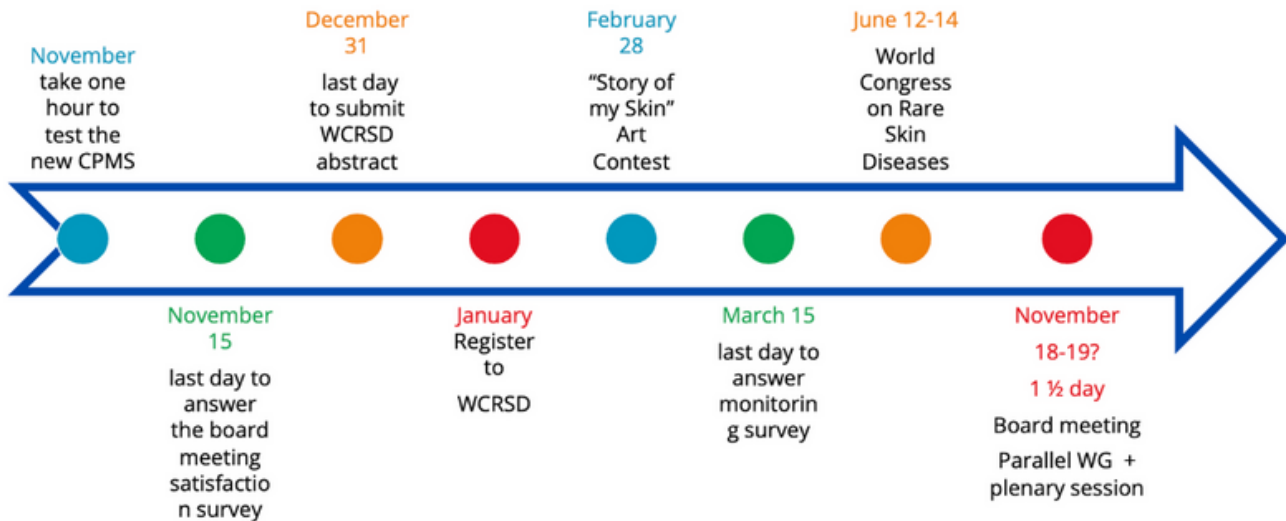 November
take one
hour to
test the
new CPMS
November
15
last day to
answer
the board
meeting
satisfactio
n survey
December
31
last day
to submit
WCRSD
abstract
January
Register
to
WCRSD
February
28
“Story of
my Skin”
Art
Contest
March 15
last day to
answer
monitorin
g survey
June 12-14
World
Congress
on Rare
Skin
Diseases
November
18-19?
1 ½ day
Board meeting
Parallel WG +
plenary session